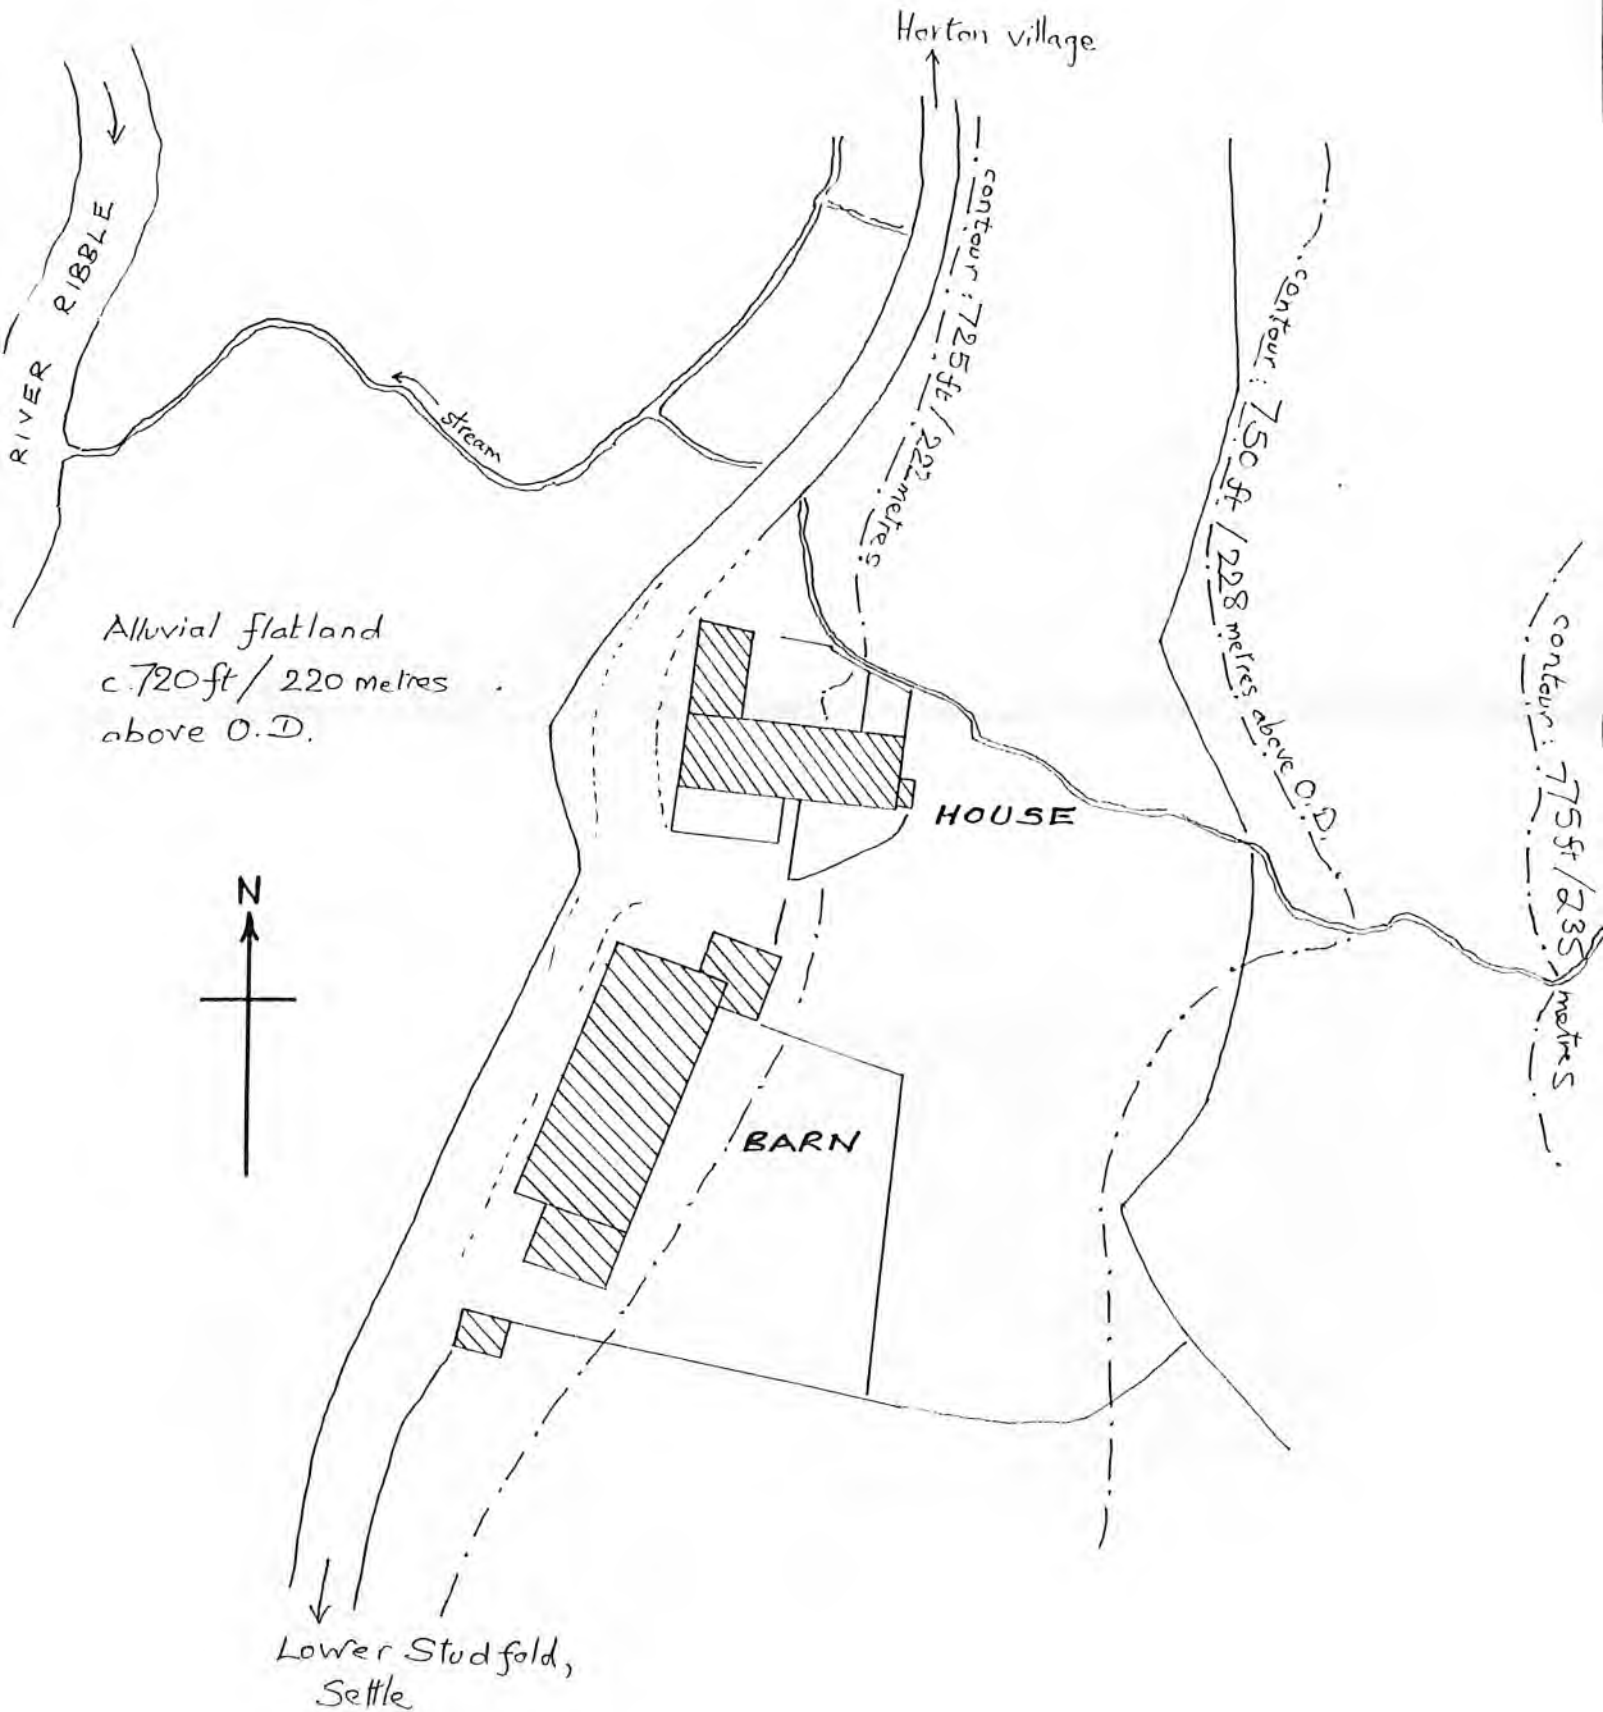 Horton village
RIVER RIBBLE
stream
contour : 725 ft / 222 metres
contour : 750 ft / 228 metres above O.D.
contour : 775 ft / 235 metres
Alluvial flatland
c. 720 ft / 220 metres
above O.D.
HOUSE
N
BARN
Lower Studfold,
Settle